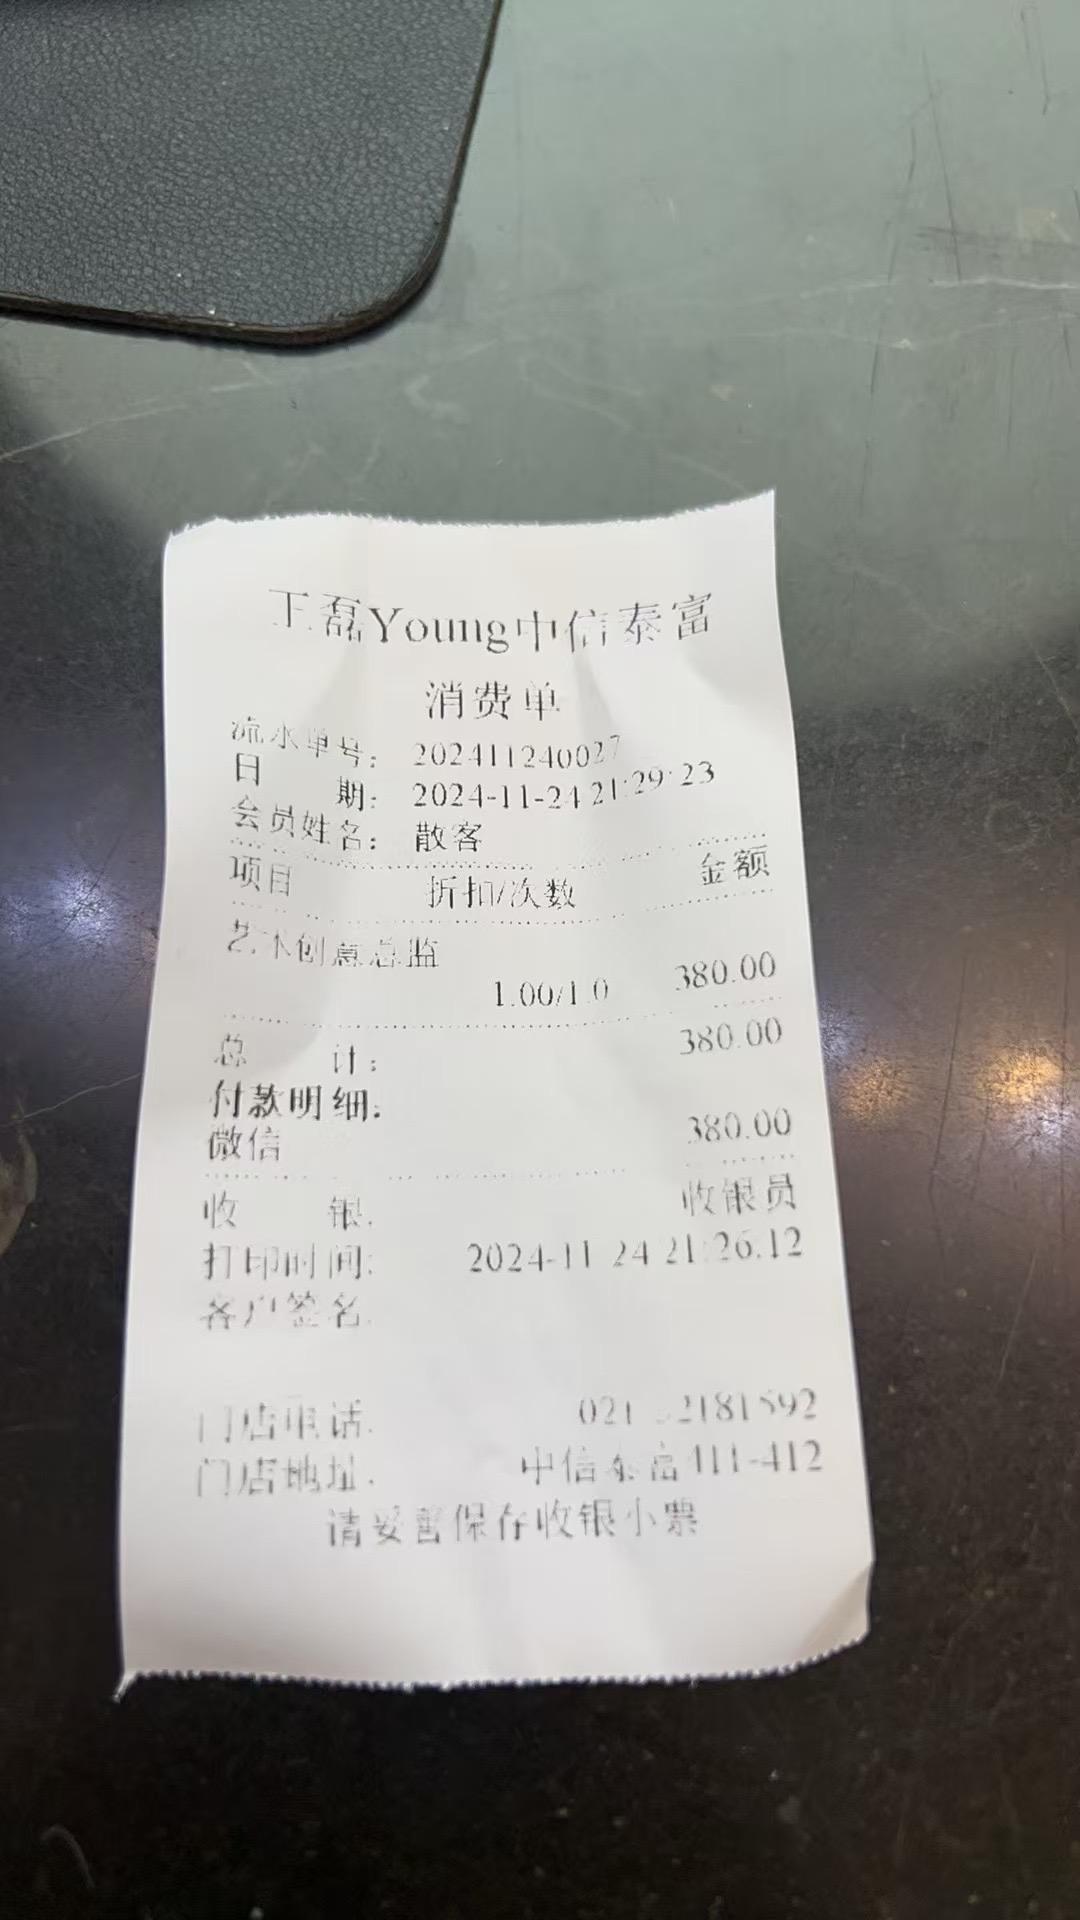 王磊Young中信泰富
消费单
流水单号: 202411240027
日 期: 2024-11-24 21:29:23
会员姓名: 散客
项目 折扣/次数 金额
艺术创意总监
1.00/1.0 380.00
总 计: 380.00
付款明细:
微信 380.00
收 银: 收银员
打印时间: 2024-11-24 21:26:12
客户签名:
门店电话: 021 2181592
门店地址: 中信泰富411-412
请妥善保存收银小票